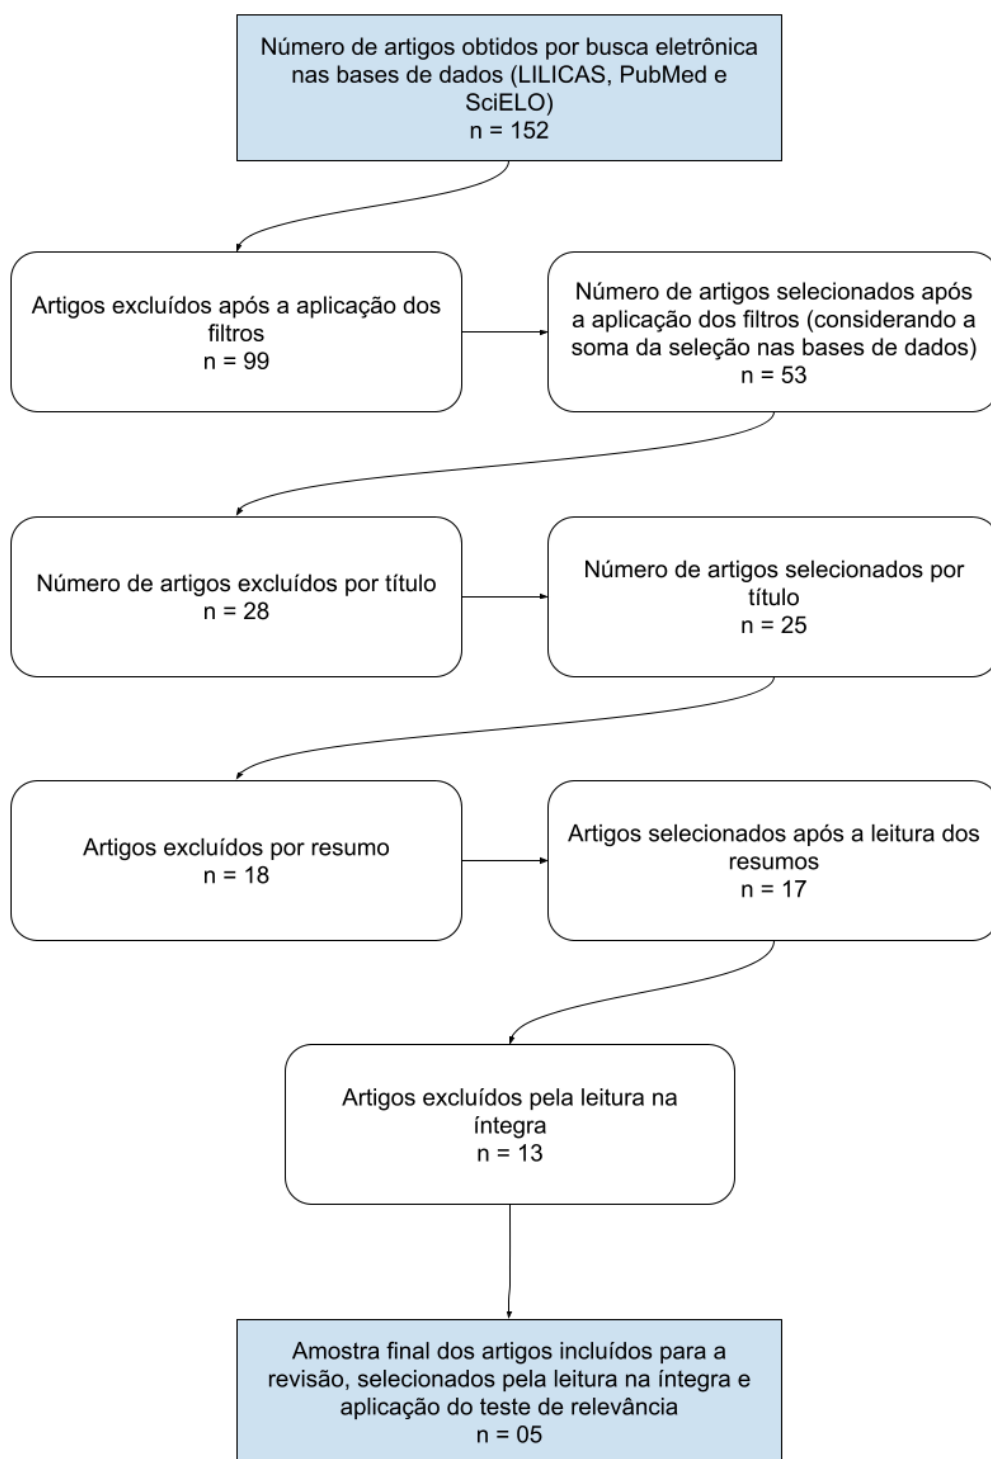 Número de artigos obtidos por busca eletrônica
nas bases de dados (LILICAS, PubMed e
SciELO)
n = 152
Artigos excluídos após a aplicação dos
filtros
n = 99
Número de artigos selecionados após
a aplicação dos filtros (considerando a
soma da seleção nas bases de dados)
n = 53
Número de artigos excluídos por título
n = 28
Número de artigos selecionados por
título
n = 25
Artigos excluídos por resumo
n = 18
Artigos selecionados após a leitura dos
resumos
n = 17
Artigos excluídos pela leitura na
íntegra
n = 13
Amostra final dos artigos incluídos para a
revisão, selecionados pela leitura na íntegra e
aplicação do teste de relevância
n = 05